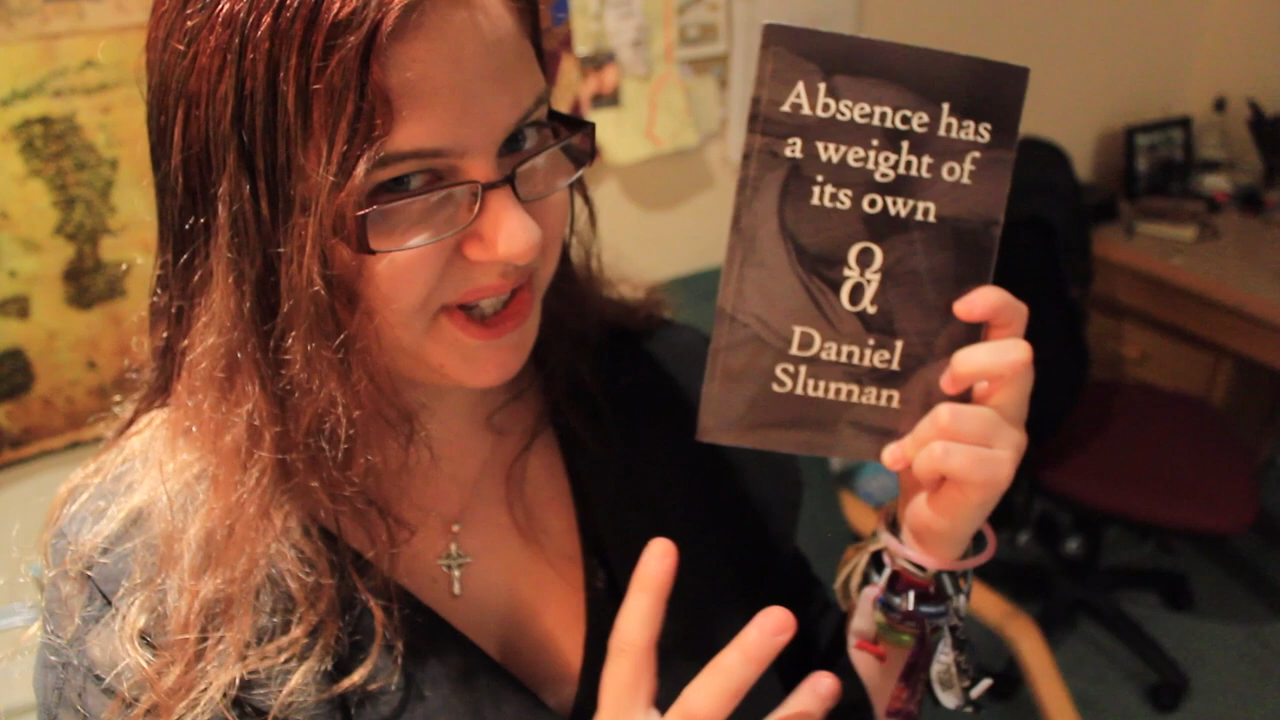 Absence has
a weight of
its own
Ω
α
Daniel
Sluman